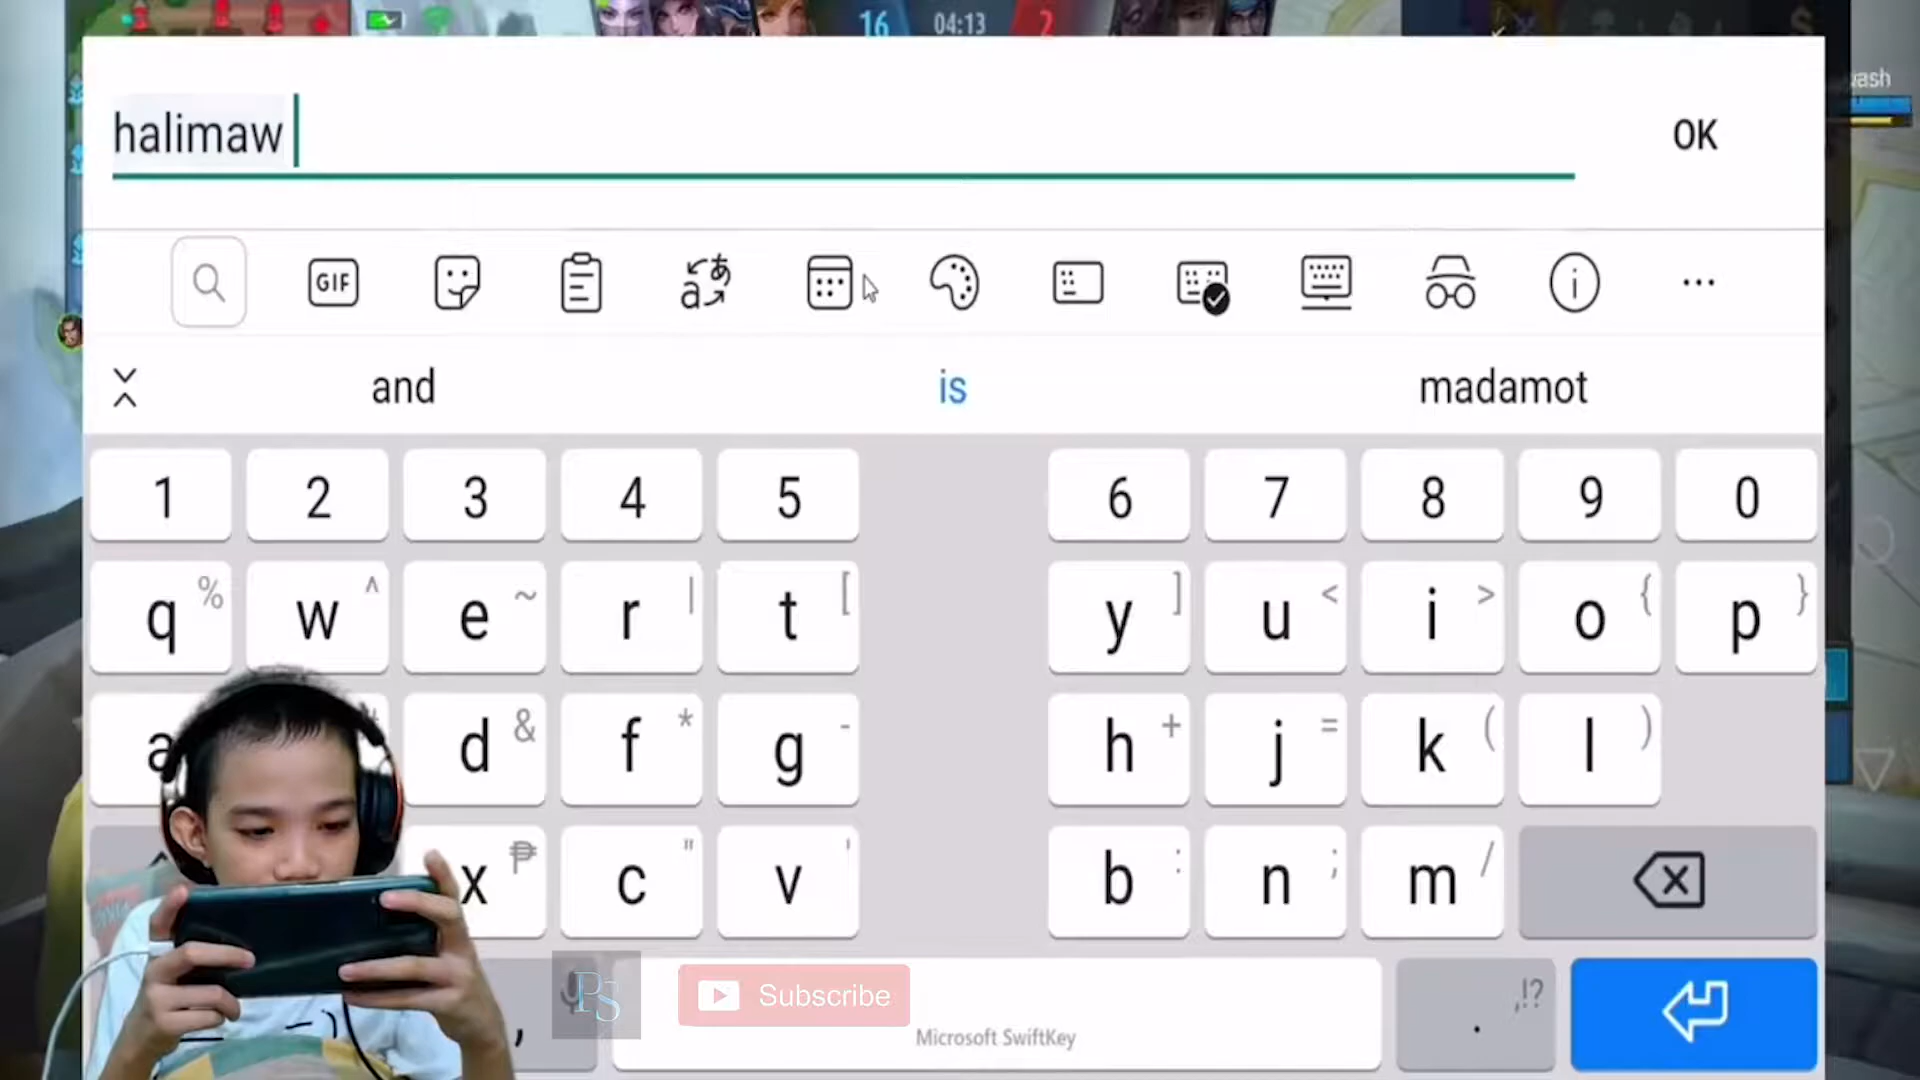 16 04:13 2
halimaw
OK
GIF
and is madamot
1 2 3 4 5 6 7 8 9 0
q % w ^ e ~ r | t [ y ] u < i > o { p }
a d & f * g - h + j = k ( l )
x ₱ c " v ' b : n ; m /
, PS Subscribe . ,!?
Microsoft SwiftKey